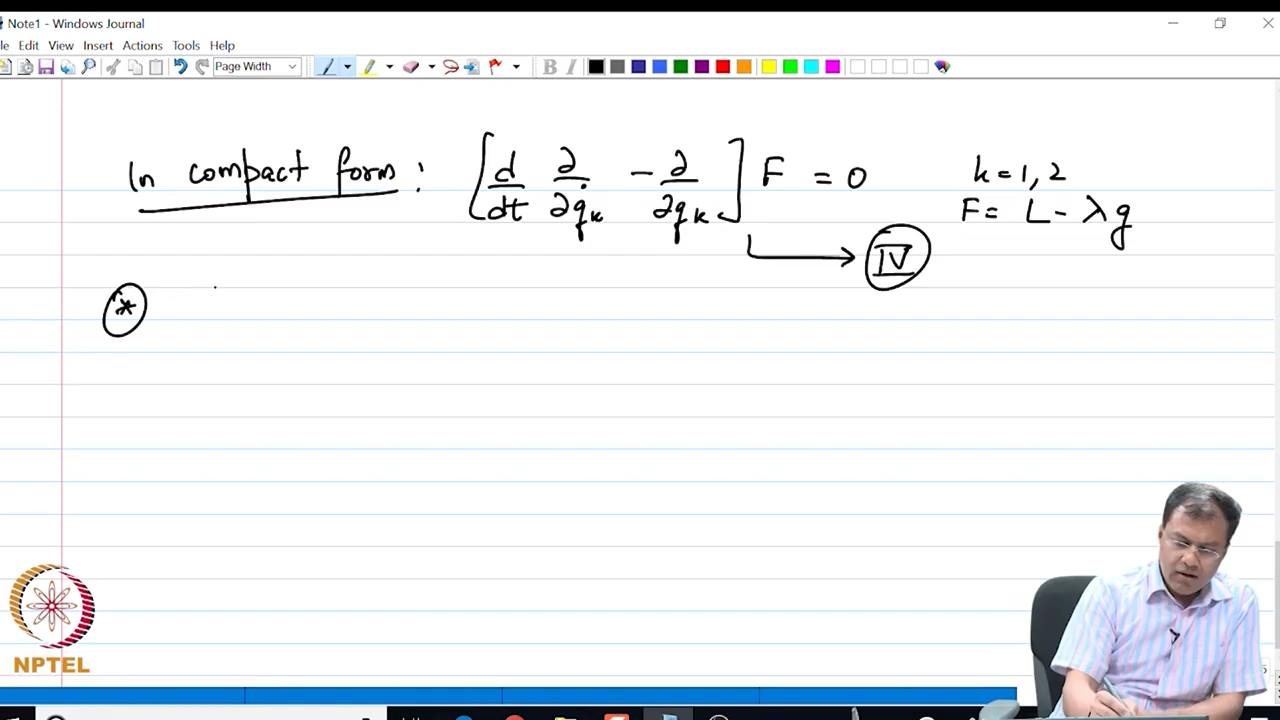 Note1 - Windows Journal
le Edit View Insert Actions Tools Help
Page Width B I
In compact form : [d/dt ∂/∂q̇ₖ - ∂/∂qₖ] F = 0 k = 1, 2
F = L - λg
IV
*
NPTEL